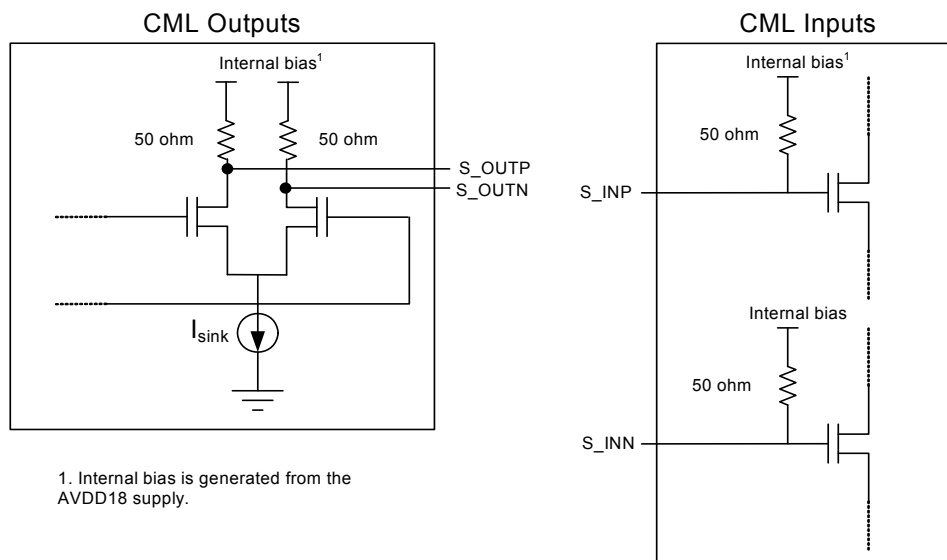 CML Outputs
Internal bias¹
50 ohm
50 ohm
S_OUTP
S_OUTN
Isink
1. Internal bias is generated from the
AVDD18 supply.
CML Inputs
Internal bias¹
50 ohm
S_INP
Internal bias
50 ohm
S_INN